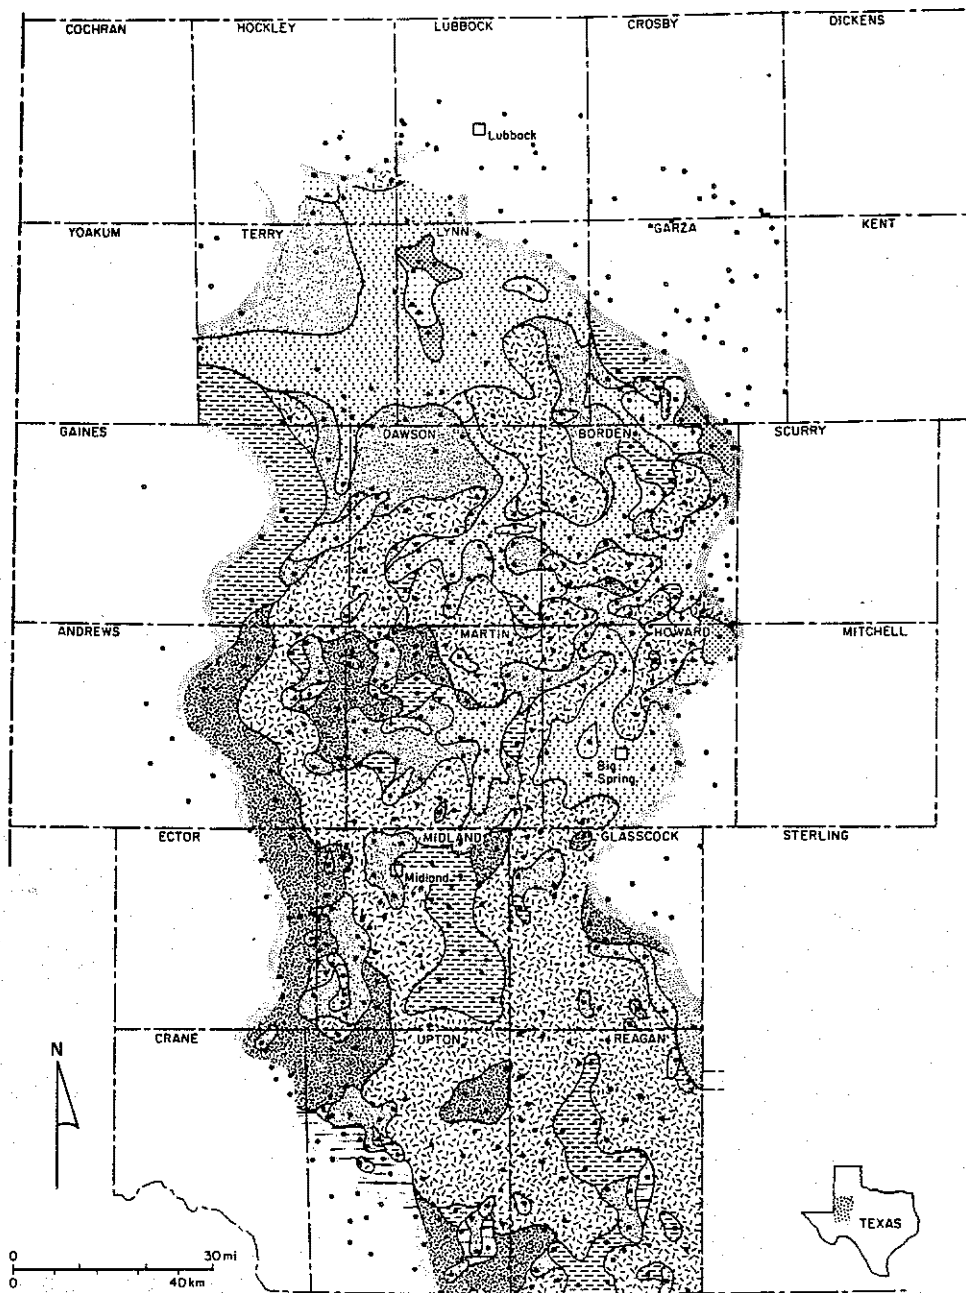 COCHRAN HOCKLEY LUBBOCK CROSBY DICKENS
Lubbock
YOAKUM TERRY LYNN GARZA KENT
GAINES DAWSON BORDEN SCURRY
ANDREWS MARTIN HOWARD MITCHELL
Big
Spring
ECTOR MIDLAND GLASSCOCK STERLING
Midland
CRANE UPTON REAGAN
N
TEXAS
0 30 mi
0 40 km